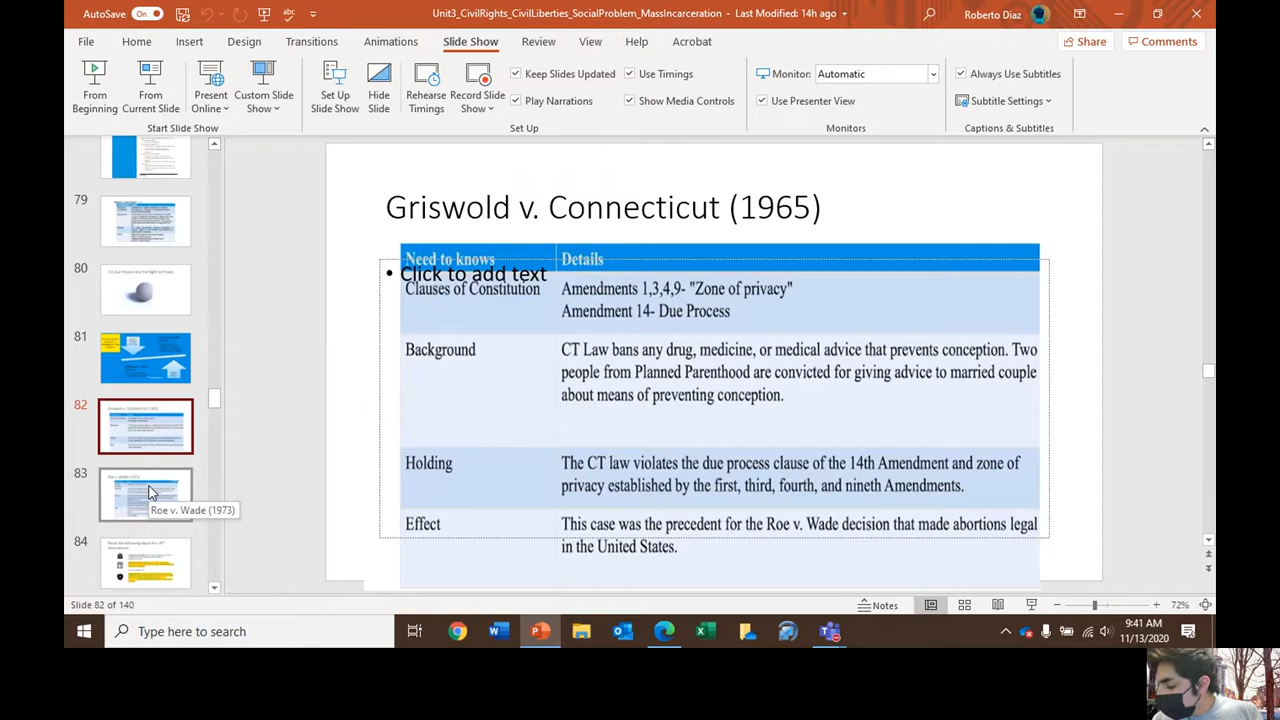 AutoSave On
Unit3_CivilRights_CivilLiberties_SocialProblem_MassIncarceration - Last Modified: 14h ago
Roberto Diaz
File Home Insert Design Transitions Animations Slide Show Review View Help Acrobat
Share Comments
From Beginning
From Current Slide
Present Online
Custom Slide Show
Set Up Slide Show
Hide Slide
Rehearse Timings
Record Slide Show
Keep Slides Updated
Play Narrations
Use Timings
Show Media Controls
Monitor: Automatic
Use Presenter View
Always Use Subtitles
Subtitle Settings
Start Slide Show
Set Up
Monitors
Captions & Subtitles
79
80
81
82
83
Roe v. Wade (1973)
84
Griswold v. Connecticut (1965)
Need to knows Details
• Click to add text
Clauses of Constitution Amendments 1,3,4,9- "Zone of privacy"
Amendment 14- Due Process
Background CT Law bans any drug, medicine, or medical advice that prevents conception. Two
people from Planned Parenthood are convicted for giving advice to married couple
about means of preventing conception.
Holding The CT law violates the due process clause of the 14th Amendment and zone of
privacy established by the first, third, fourth, and nineth Amendments.
Effect This case was the precedent for the Roe v. Wade decision that made abortions legal
in the United States.
Slide 82 of 140
Notes
72%
Type here to search
9:41 AM
11/13/2020